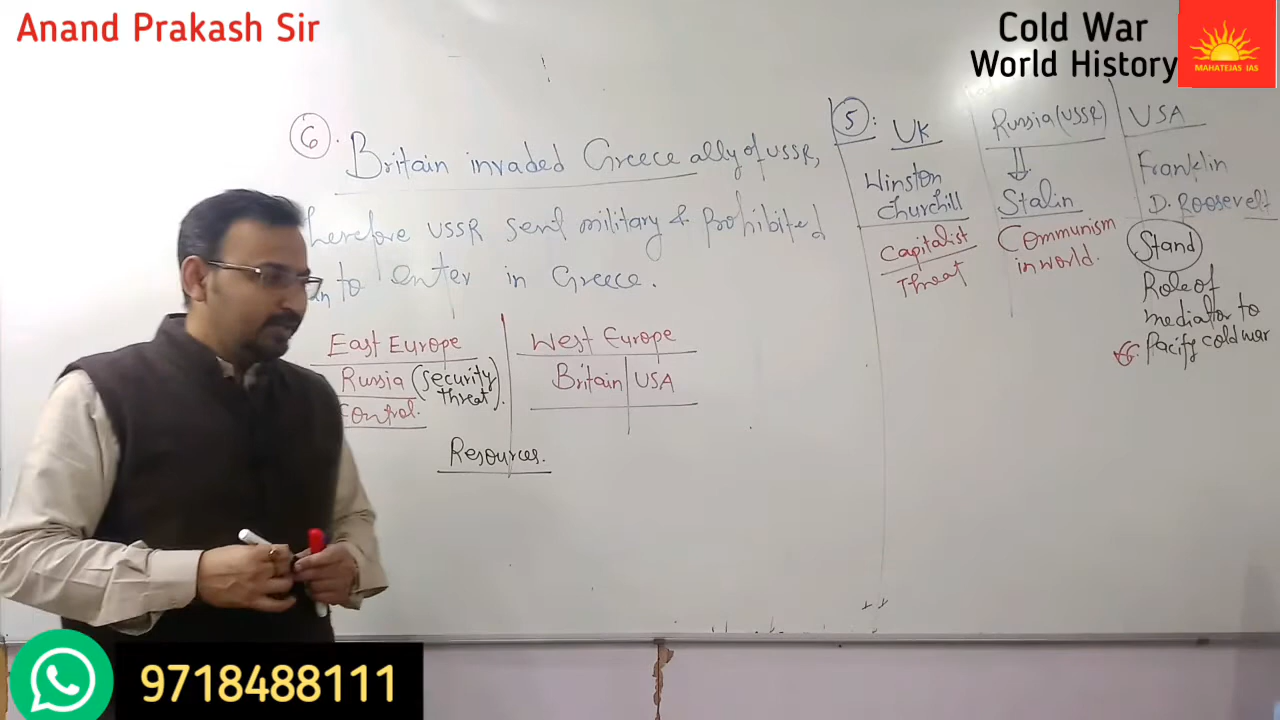 Anand Prakash Sir
Cold War
World History
MAHATEJAS IAS
6.
Britain invaded Greece ally of USSR,
herefore USSR sent military & prohibited
to enter in Greece.
East Europe
Russia (security
threat).
Control.
West Europe
Britain | USA
Resources.
5:
UK
Winston
Churchill
Capitalist
Threat
Russia (USSR)
Stalin
Communism
in world.
USA
Franklin
D. Roosevelt
Stand
Role of
mediator to
Pacify cold war
9718488111